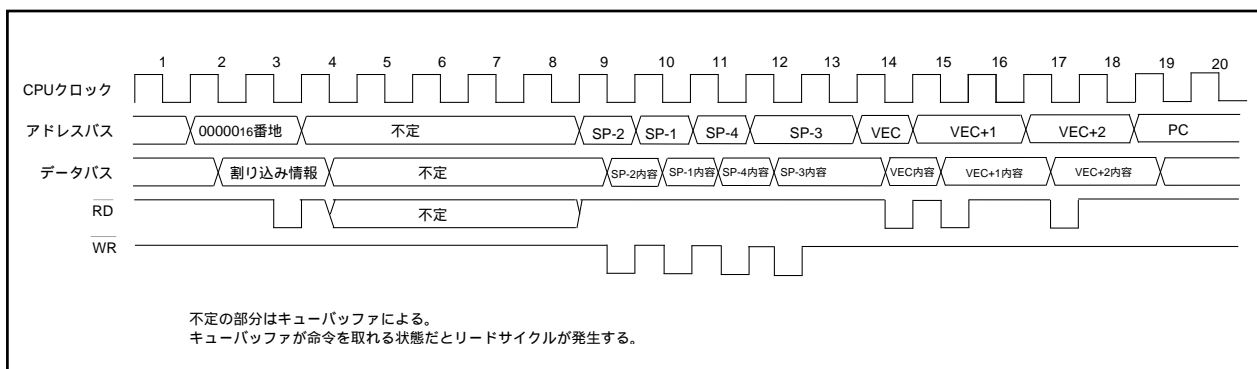 1 2 3 4 5 6 7 8 9 10 11 12 13 14 15 16 17 18 19 20
CPUクロック
アドレスバス 0000016番地 不定 SP-2 SP-1 SP-4 SP-3 VEC VEC+1 VEC+2 PC
データバス 割り込み情報 不定 SP-2内容 SP-1内容 SP-4内容 SP-3内容 VEC内容 VEC+1内容 VEC+2内容
RD 不定
WR
不定の部分はキューバッファによる。
キューバッファが命令を取れる状態だとリードサイクルが発生する。